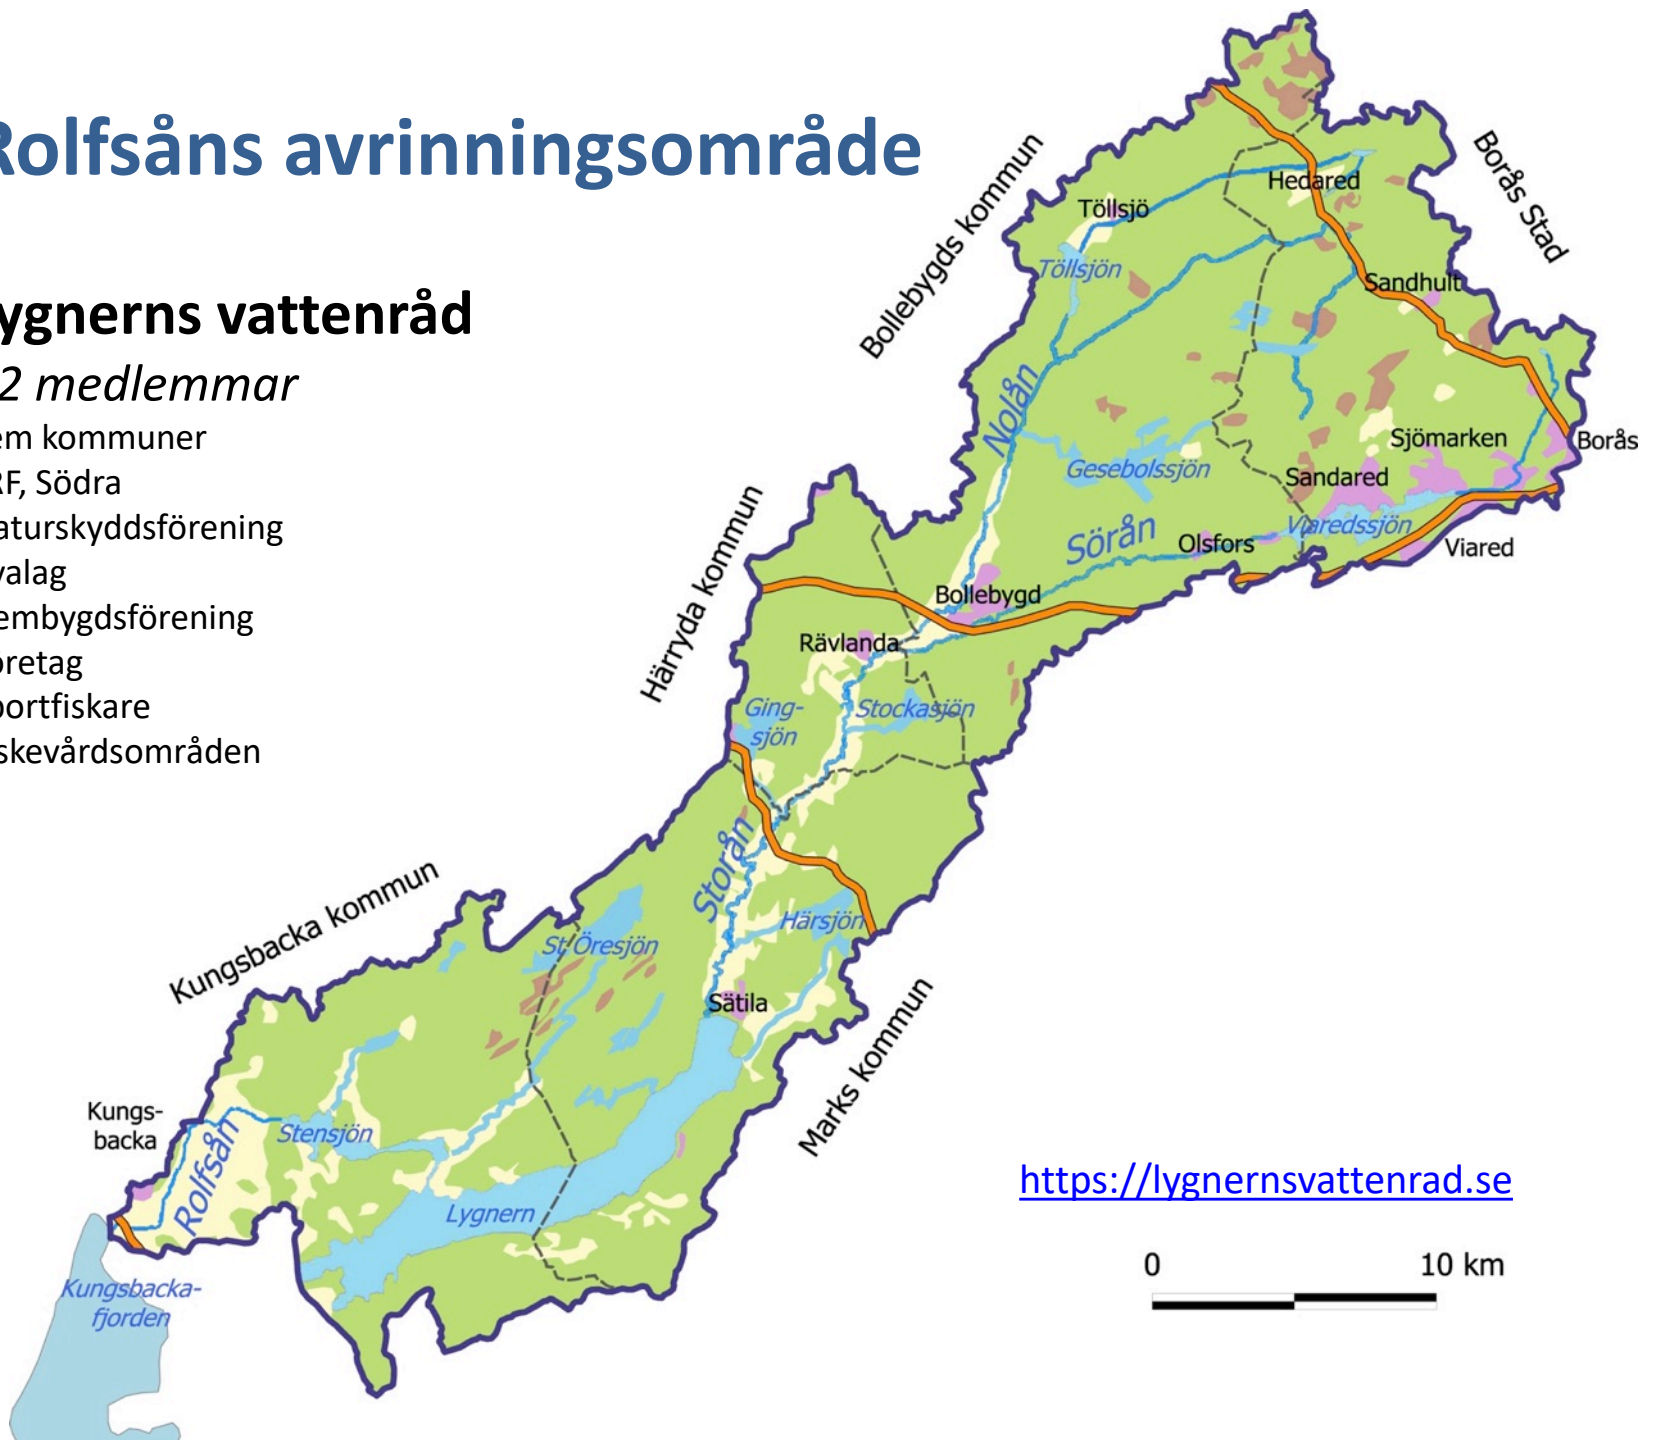 Rolfsåns avrinningsområde
ygnerns vattenråd
2 medlemmar
em kommuner
RF, Södra
aturskyddsförening
valag
embygdsförening
öretag
portfiskare
skevårdsområden
Bollebygds kommun
Borås Stad
Härryda kommun
Kungsbacka kommun
Marks kommun
Hedared
Töllsjö
Töllsjön
Sandhult
Nolån
Sjömarken
Borås
Gesebolssjön
Sandared
Viaredssjön
Sörån
Olsfors
Viared
Bollebygd
Rävlanda
Ging-
sjön
Stockasjön
Storån
Härsjön
St Öresjön
Sätila
Kungs-
backa
Stensjön
Rolfsån
Lygnern
Kungsbacka-
fjorden
https://lygnernsvattenrad.se
0 10 km